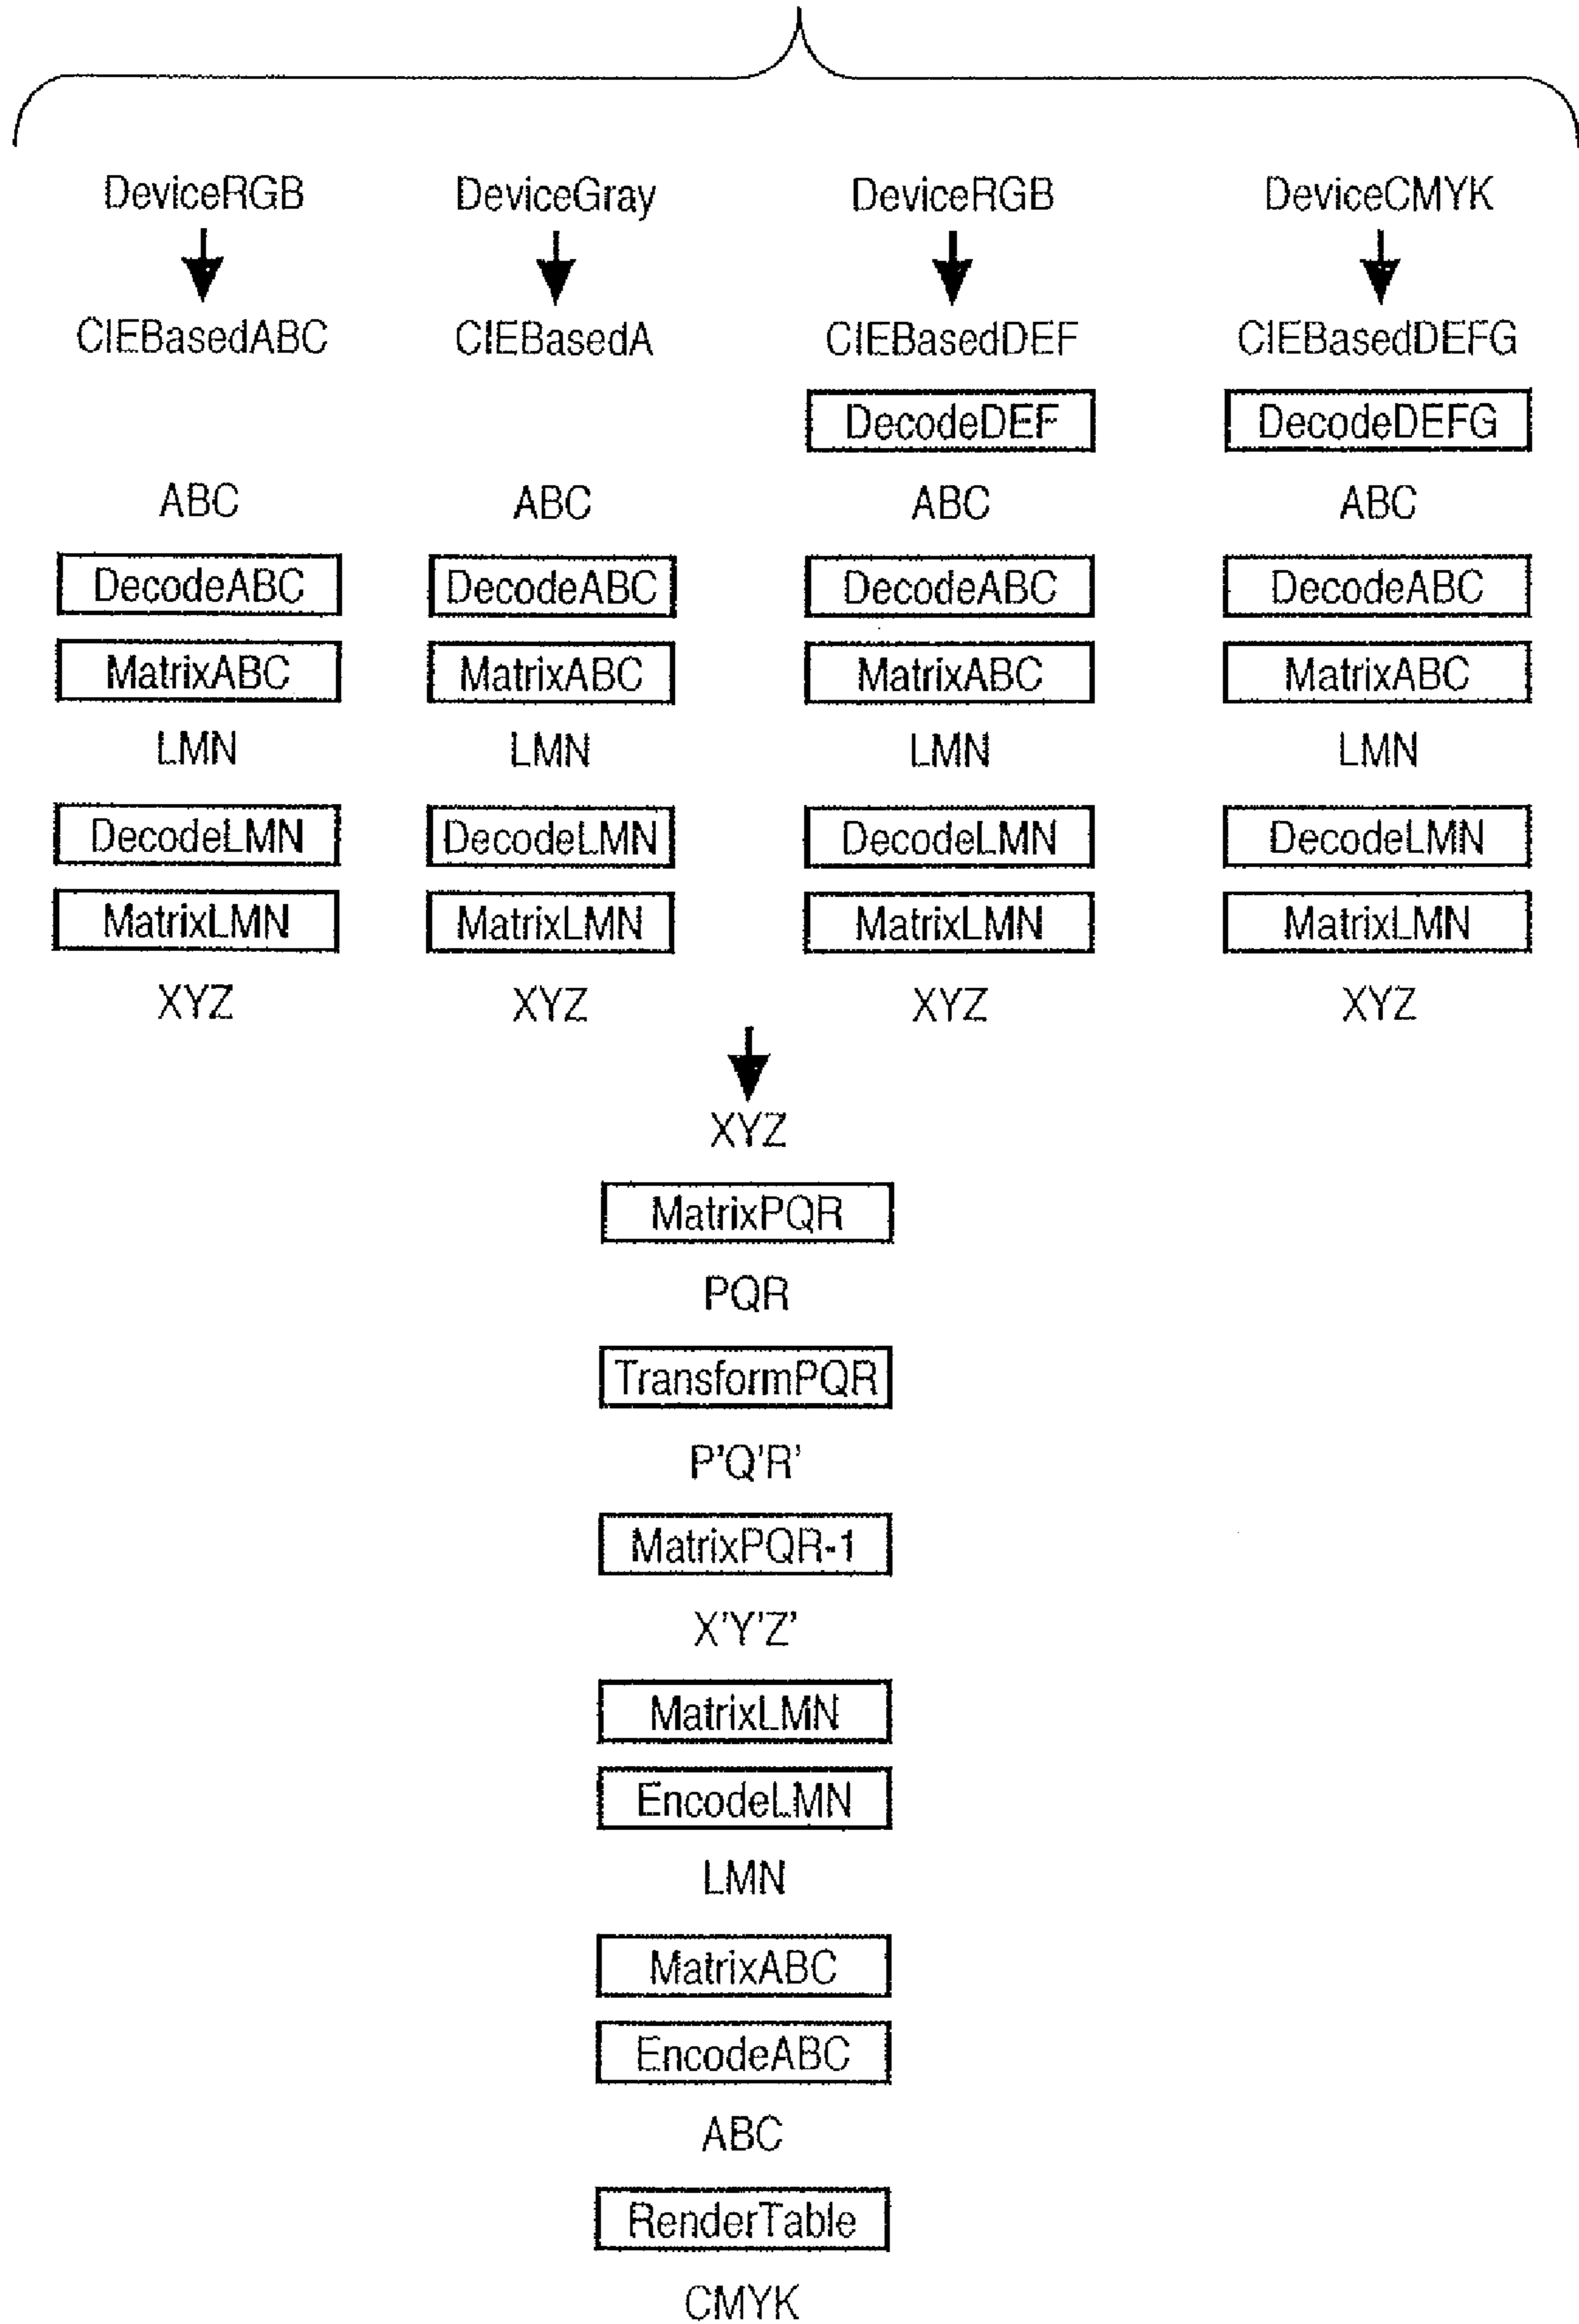 DeviceRGB DeviceGray DeviceRGB DeviceCMYK
CIEBasedABC CIEBasedA CIEBasedDEF CIEBasedDEFG
DecodeDEF DecodeDEFG
ABC ABC ABC ABC
DecodeABC DecodeABC DecodeABC DecodeABC
MatrixABC MatrixABC MatrixABC MatrixABC
LMN LMN LMN LMN
DecodeLMN DecodeLMN DecodeLMN DecodeLMN
MatrixLMN MatrixLMN MatrixLMN MatrixLMN
XYZ XYZ XYZ XYZ
XYZ
MatrixPQR
PQR
TransformPQR
P'Q'R'
MatrixPQR-1
X'Y'Z'
MatrixLMN
EncodeLMN
LMN
MatrixABC
EncodeABC
ABC
RenderTable
CMYK